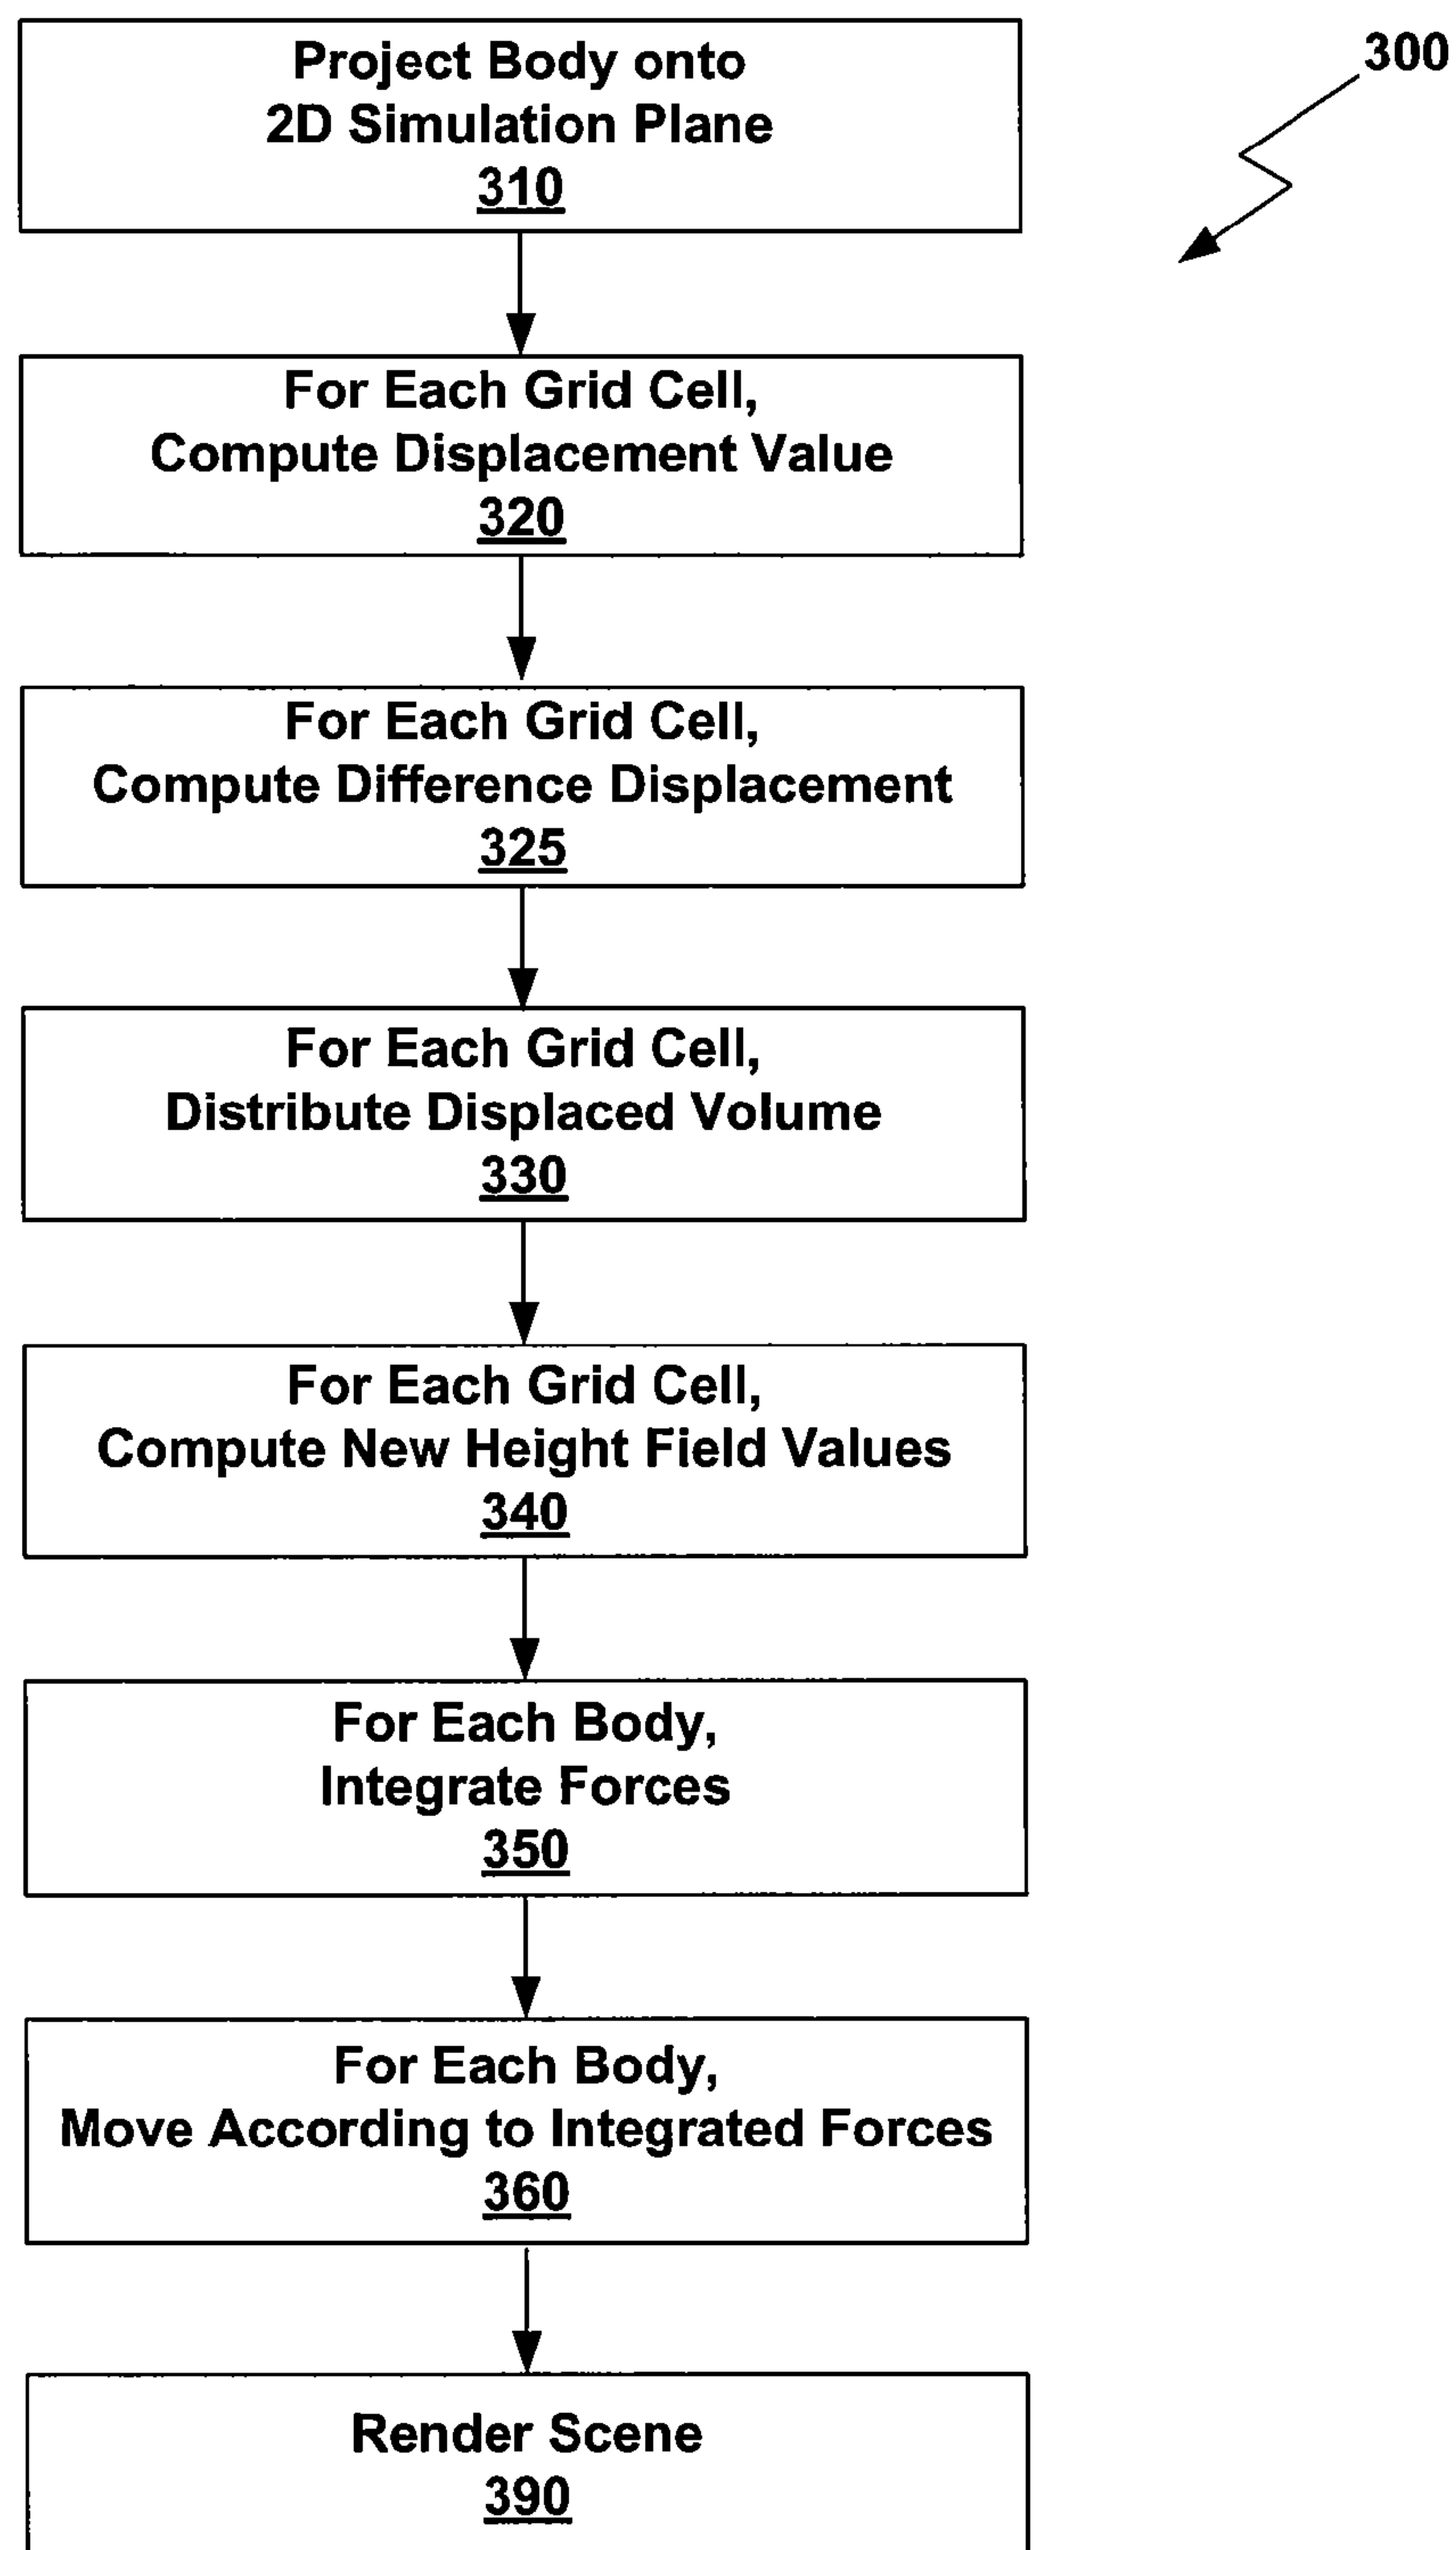 Project Body onto
2D Simulation Plane
310
300
For Each Grid Cell,
Compute Displacement Value
320
For Each Grid Cell,
Compute Difference Displacement
325
For Each Grid Cell,
Distribute Displaced Volume
330
For Each Grid Cell,
Compute New Height Field Values
340
For Each Body,
Integrate Forces
350
For Each Body,
Move According to Integrated Forces
360
Render Scene
390